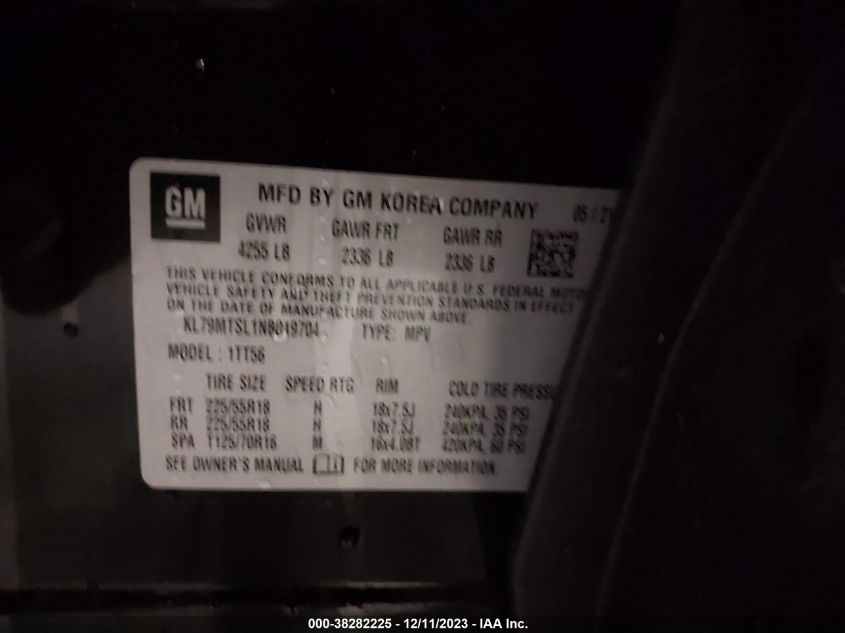 GM
MFD BY GM KOREA COMPANY 05 / 21
GVWR GAWR FRT GAWR RR
4255 LB 2336 LB 2336 LB
THIS VEHICLE CONFORMS TO ALL APPLICABLE U.S. FEDERAL MOTOR
VEHICLE SAFETY AND THEFT PREVENTION STANDARDS IN EFFECT
ON THE DATE OF MANUFACTURE SHOWN ABOVE.
KL79MTSL1NB019704 TYPE: MPV
MODEL : 1TT56
TIRE SIZE SPEED RTG RIM COLD TIRE PRESSU
FRT 225/55R18 H 18x7.5J 240KPA, 35 PSI
RR 225/55R18 H 18x7.5J 240KPA, 35 PSI
SPA T125/70R16 M 16x4.0BT 420KPA, 60 PSI
SEE OWNER'S MANUAL FOR MORE INFORMATION
000-38282225 - 12/11/2023 - IAA Inc.